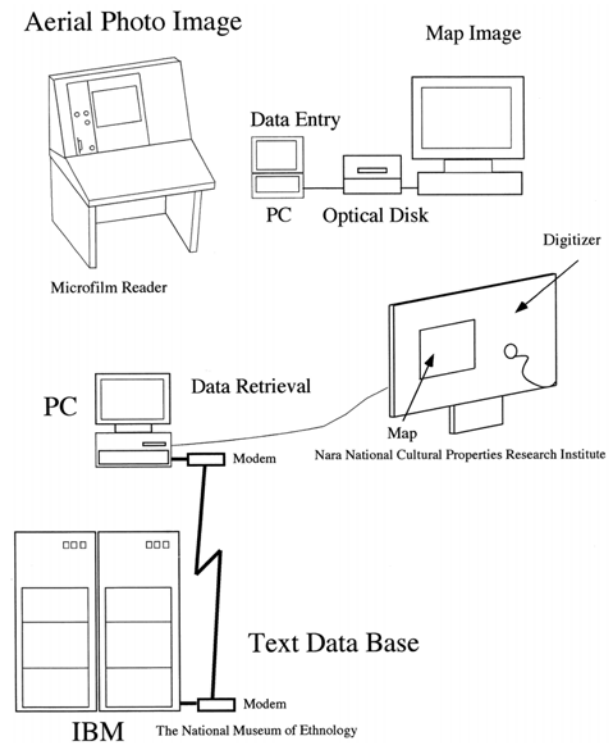 Aerial Photo Image
Map Image
Data Entry
PC
Optical Disk
Microfilm Reader
Digitizer
Data Retrieval
PC
Map
Nara National Cultural Properties Research Institute
Modem
Text Data Base
Modem
IBM
The National Museum of Ethnology